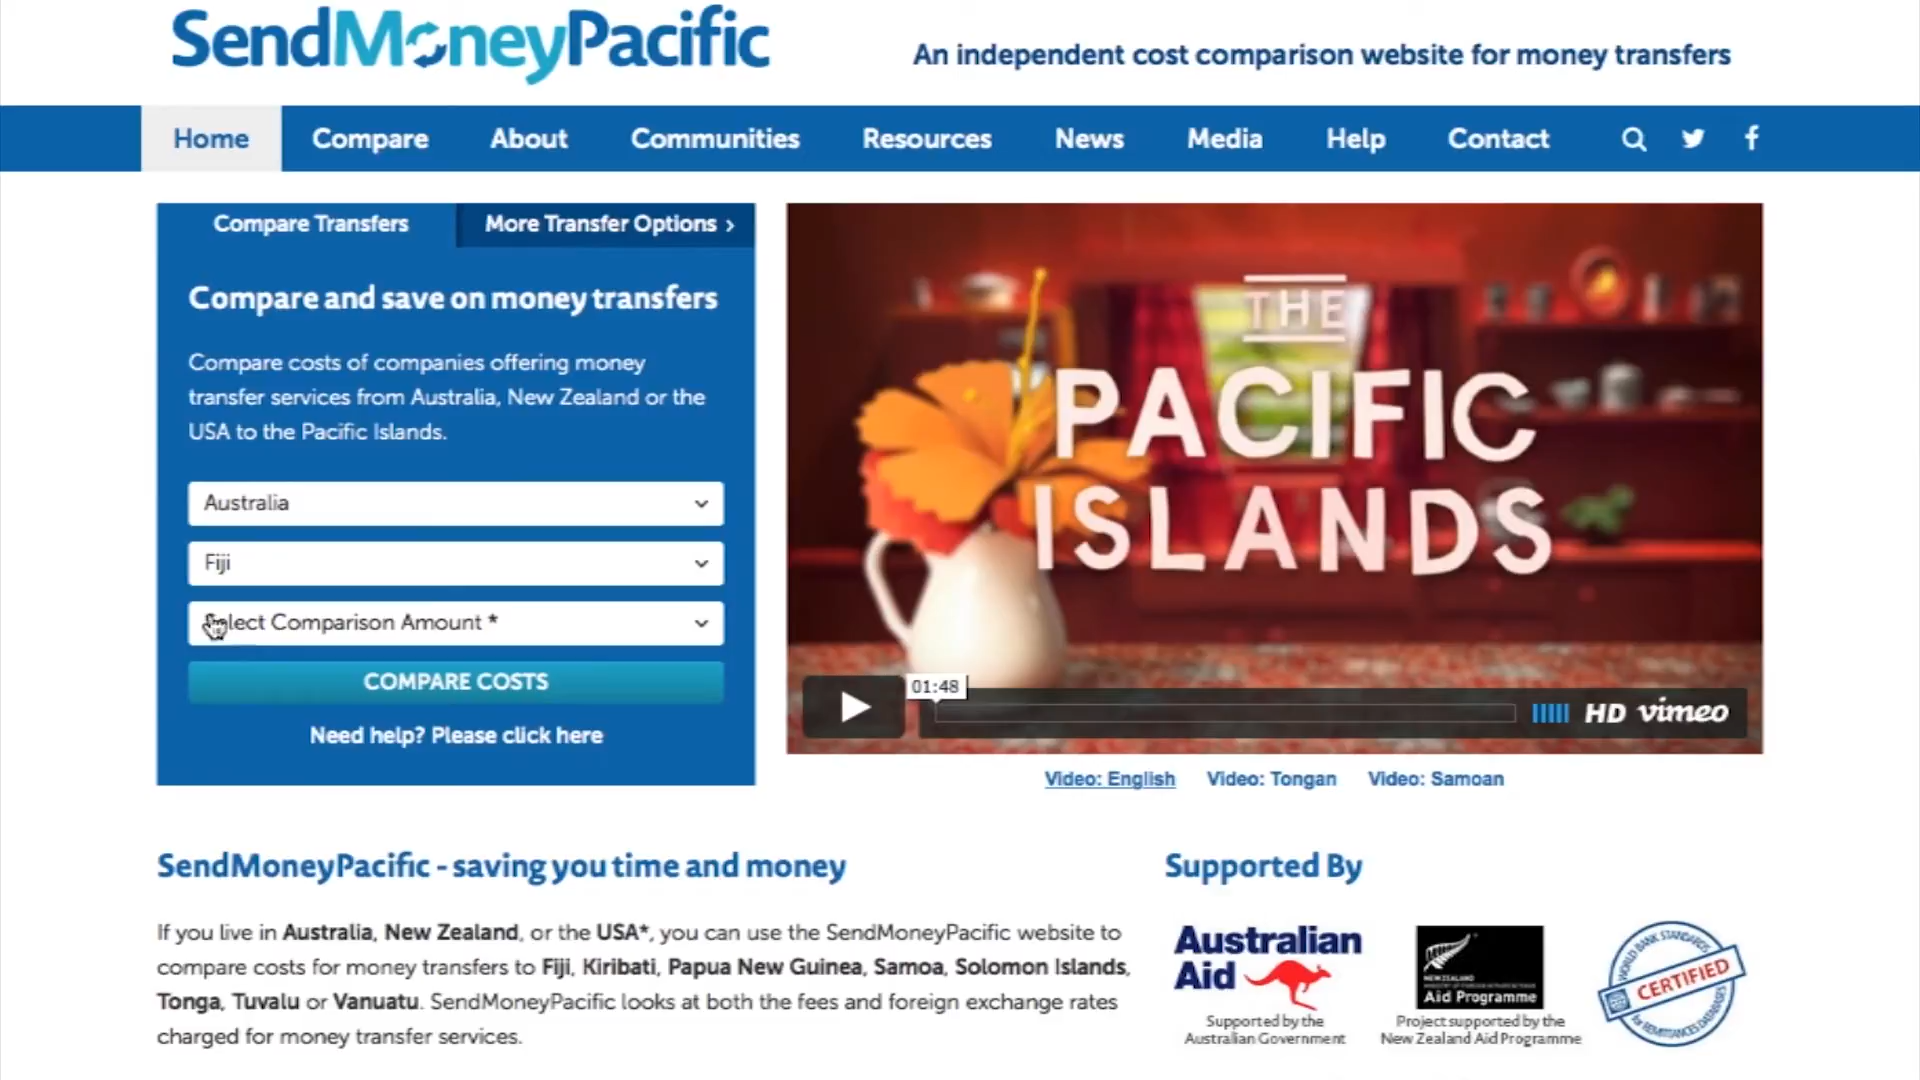 SendMoneyPacific
An independent cost comparison website for money transfers
Home Compare About Communities Resources News Media Help Contact
Compare Transfers More Transfer Options ›
Compare and save on money transfers
Compare costs of companies offering money
transfer services from Australia, New Zealand or the
USA to the Pacific Islands.
Australia
Fiji
Select Comparison Amount *
COMPARE COSTS
Need help? Please click here
THE
PACIFIC
ISLANDS
01:48
HD vimeo
Video: English Video: Tongan Video: Samoan
SendMoneyPacific - saving you time and money
If you live in Australia, New Zealand, or the USA*, you can use the SendMoneyPacific website to
compare costs for money transfers to Fiji, Kiribati, Papua New Guinea, Samoa, Solomon Islands,
Tonga, Tuvalu or Vanuatu. SendMoneyPacific looks at both the fees and foreign exchange rates
charged for money transfer services.
Supported By
Australian
Aid
Supported by the
Australian Government
Aid Programme
Project supported by the
New Zealand Aid Programme
WORLD BANK STANDARDS
CERTIFIED
for REMITTANCES DATABASES